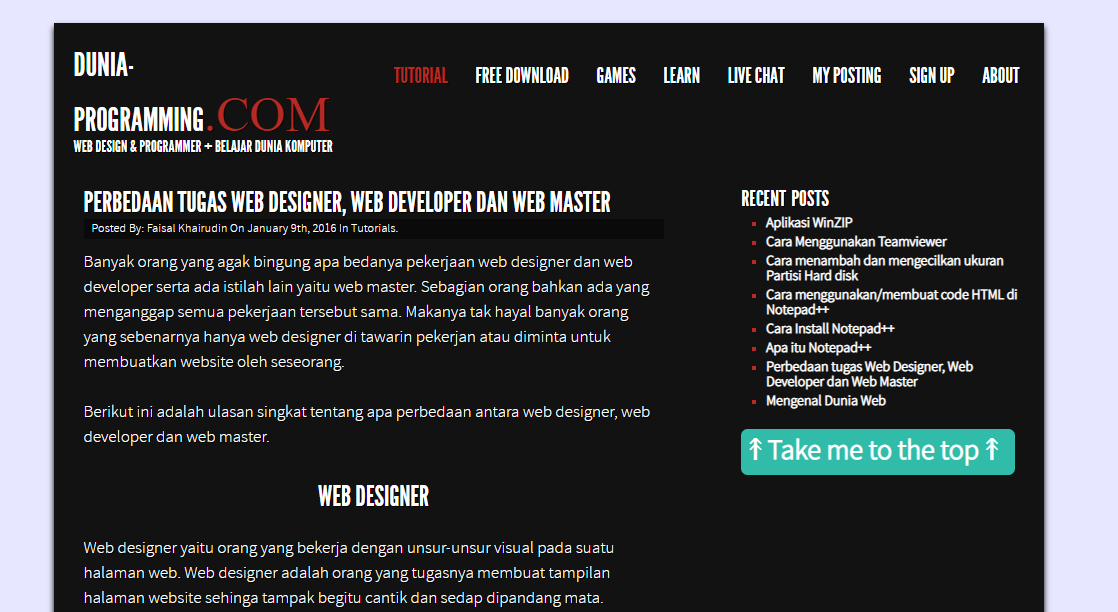 DUNIA-
PROGRAMMING.COM
WEB DESIGN & PROGRAMMER + BELAJAR DUNIA KOMPUTER
TUTORIAL FREE DOWNLOAD GAMES LEARN LIVE CHAT MY POSTING SIGN UP ABOUT
PERBEDAAN TUGAS WEB DESIGNER, WEB DEVELOPER DAN WEB MASTER
Posted By: Faisal Khairudin On January 9th, 2016 In Tutorials.
Banyak orang yang agak bingung apa bedanya pekerjaan web designer dan web
developer serta ada istilah lain yaitu web master. Sebagian orang bahkan ada yang
menganggap semua pekerjaan tersebut sama. Makanya tak hayal banyak orang
yang sebenarnya hanya web designer di tawarin pekerjan atau diminta untuk
membuatkan website oleh seseorang.
Berikut ini adalah ulasan singkat tentang apa perbedaan antara web designer, web
developer dan web master.
WEB DESIGNER
Web designer yaitu orang yang bekerja dengan unsur-unsur visual pada suatu
halaman web. Web designer adalah orang yang tugasnya membuat tampilan
halaman website sehinga tampak begitu cantik dan sedap dipandang mata.
RECENT POSTS
Aplikasi WinZIP
Cara Menggunakan Teamviewer
Cara menambah dan mengecilkan ukuran
Partisi Hard disk
Cara menggunakan/membuat code HTML di
Notepad++
Cara Install Notepad++
Apa itu Notepad++
Perbedaan tugas Web Designer, Web
Developer dan Web Master
Mengenal Dunia Web
↟ Take me to the top ↟